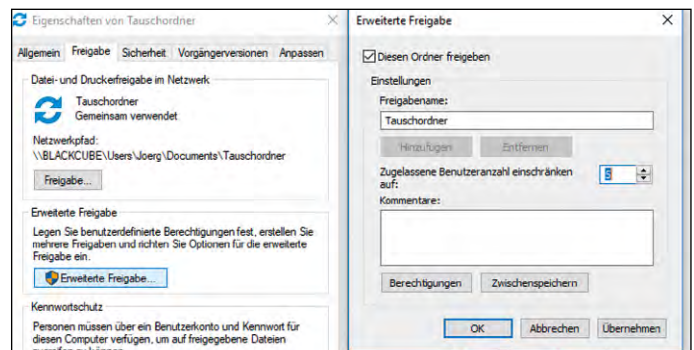 Eigenschaften von Tauschordner
Allgemein Freigabe Sicherheit Vorgängerversionen Anpassen
Datei- und Druckerfreigabe im Netzwerk
Tauschordner
Gemeinsam verwendet
Netzwerkpfad:
\\BLACKCUBE\Users\Joerg\Documents\Tauschordner
Freigabe...
Erweiterte Freigabe
Legen Sie benutzerdefinierte Berechtigungen fest, erstellen Sie
mehrere Freigaben und richten Sie Optionen für die erweiterte
Freigabe ein.
Erweiterte Freigabe...
Kennwortschutz
Personen müssen über ein Benutzerkonto und Kennwort für
diesen Computer verfügen, um auf freigegebene Dateien
zugreifen zu können.
Erweiterte Freigabe
Diesen Ordner freigeben
Einstellungen
Freigabename:
Tauschordner
Hinzufügen Entfernen
Zugelassene Benutzeranzahl einschränken
auf:
5
Kommentare:
Berechtigungen Zwischenspeichern
OK Abbrechen Übernehmen